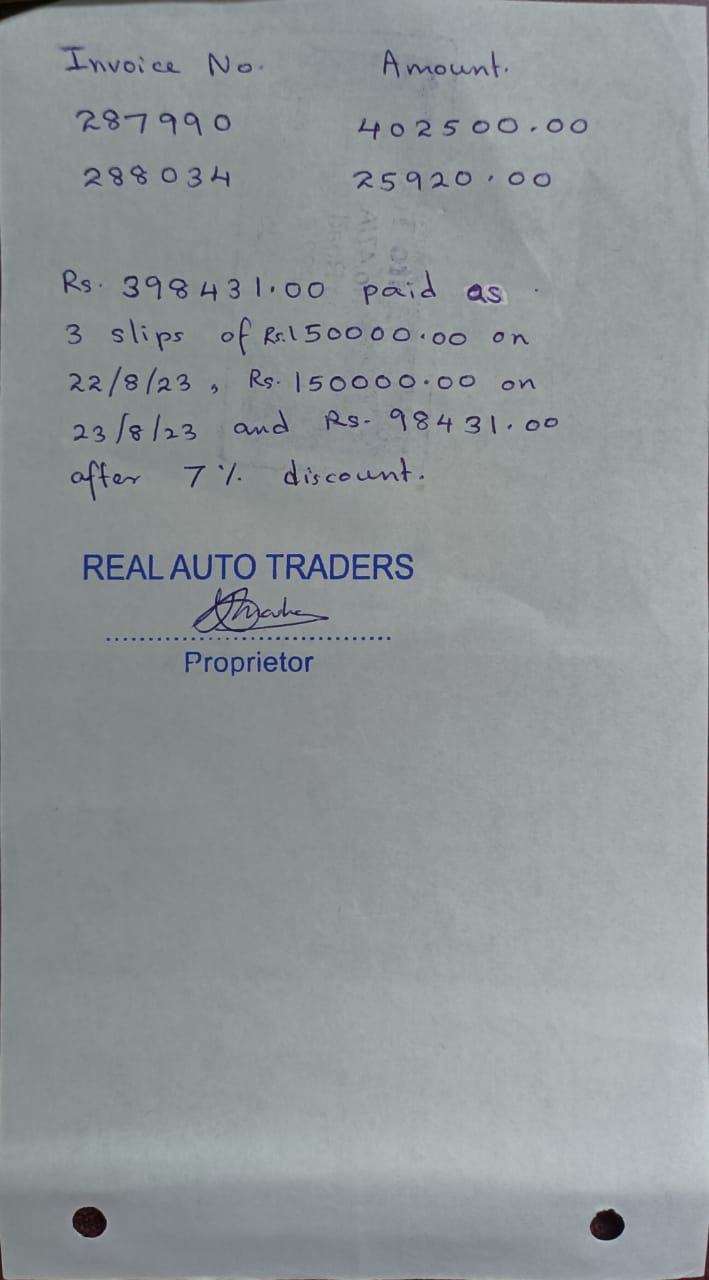 Invoice No. Amount.
287990 402500.00
288034 25920.00
Rs. 398431.00 paid as
3 slips of Rs.150000.00 on
22/8/23, Rs. 150000.00 on
23/8/23 and Rs. 98431.00
after 7% discount.
REAL AUTO TRADERS
Proprietor